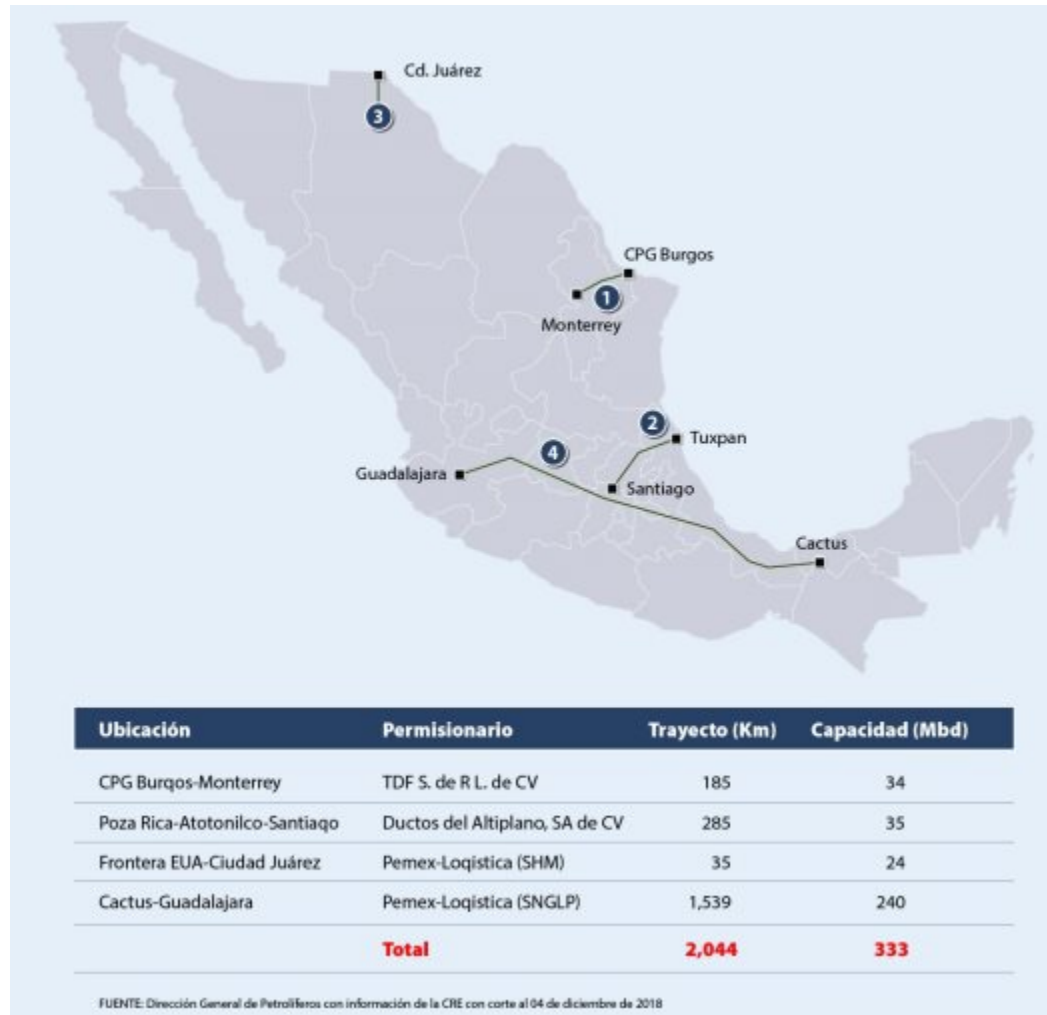 Cd. Juárez
3
CPG Burgos
1
Monterrey
2
Tuxpan
4
Guadalajara
Santiago
Cactus
Ubicación Permisionario Trayecto (Km) Capacidad (Mbd)
CPG Burgos-Monterrey TDF S. de R L. de CV 185 34
Poza Rica-Atotonilco-Santiago Ductos del Altiplano, SA de CV 285 35
Frontera EUA-Ciudad Juárez Pemex-Logistica (SHM) 35 24
Cactus-Guadalajara Pemex-Logistica (SNGLP) 1,539 240
Total 2,044 333
FUENTE: Dirección General de Petrolíferos con información de la CRE con corte al 04 de diciembre de 2018